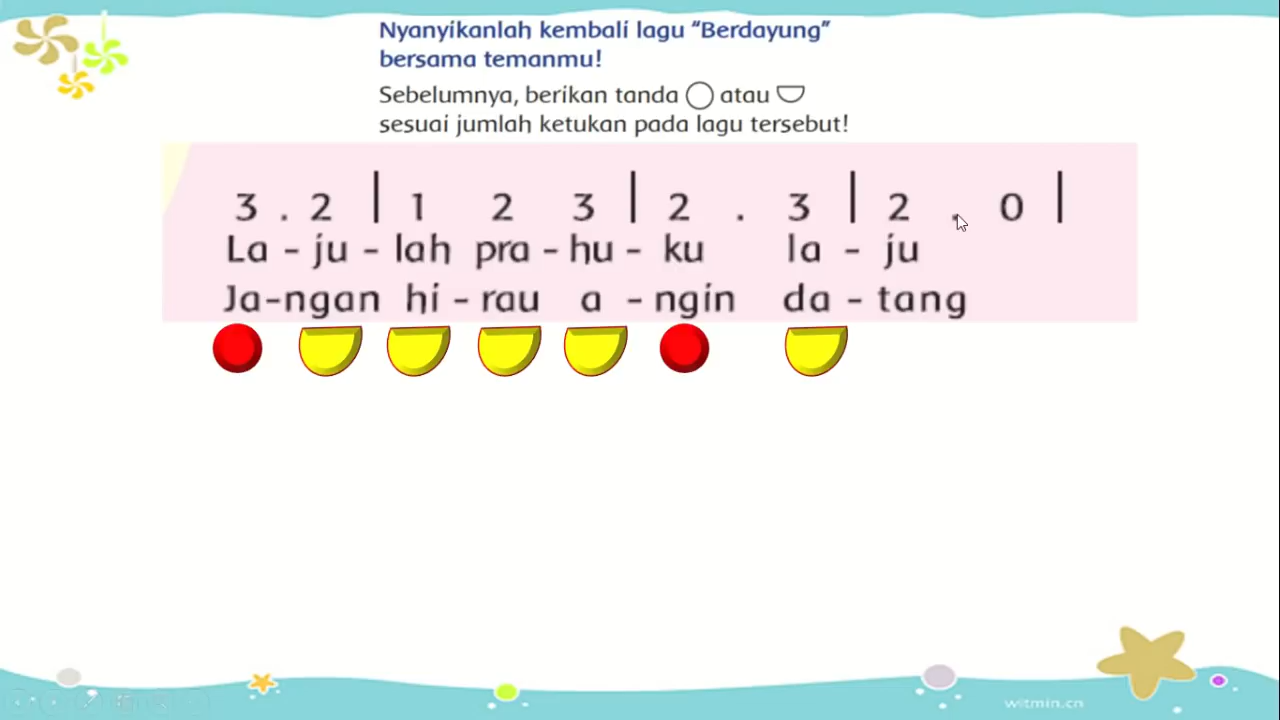 Nyanyikanlah kembali lagu “Berdayung”
bersama temanmu!
Sebelumnya, berikan tanda ◯ atau ◡
sesuai jumlah ketukan pada lagu tersebut!
3 . 2 | 1 2 3 | 2 . 3 | 2 . 0 |
La - ju - lah pra - hu - ku la - ju
Ja-ngan hi - rau a - ngin da - tang
witmin.cn